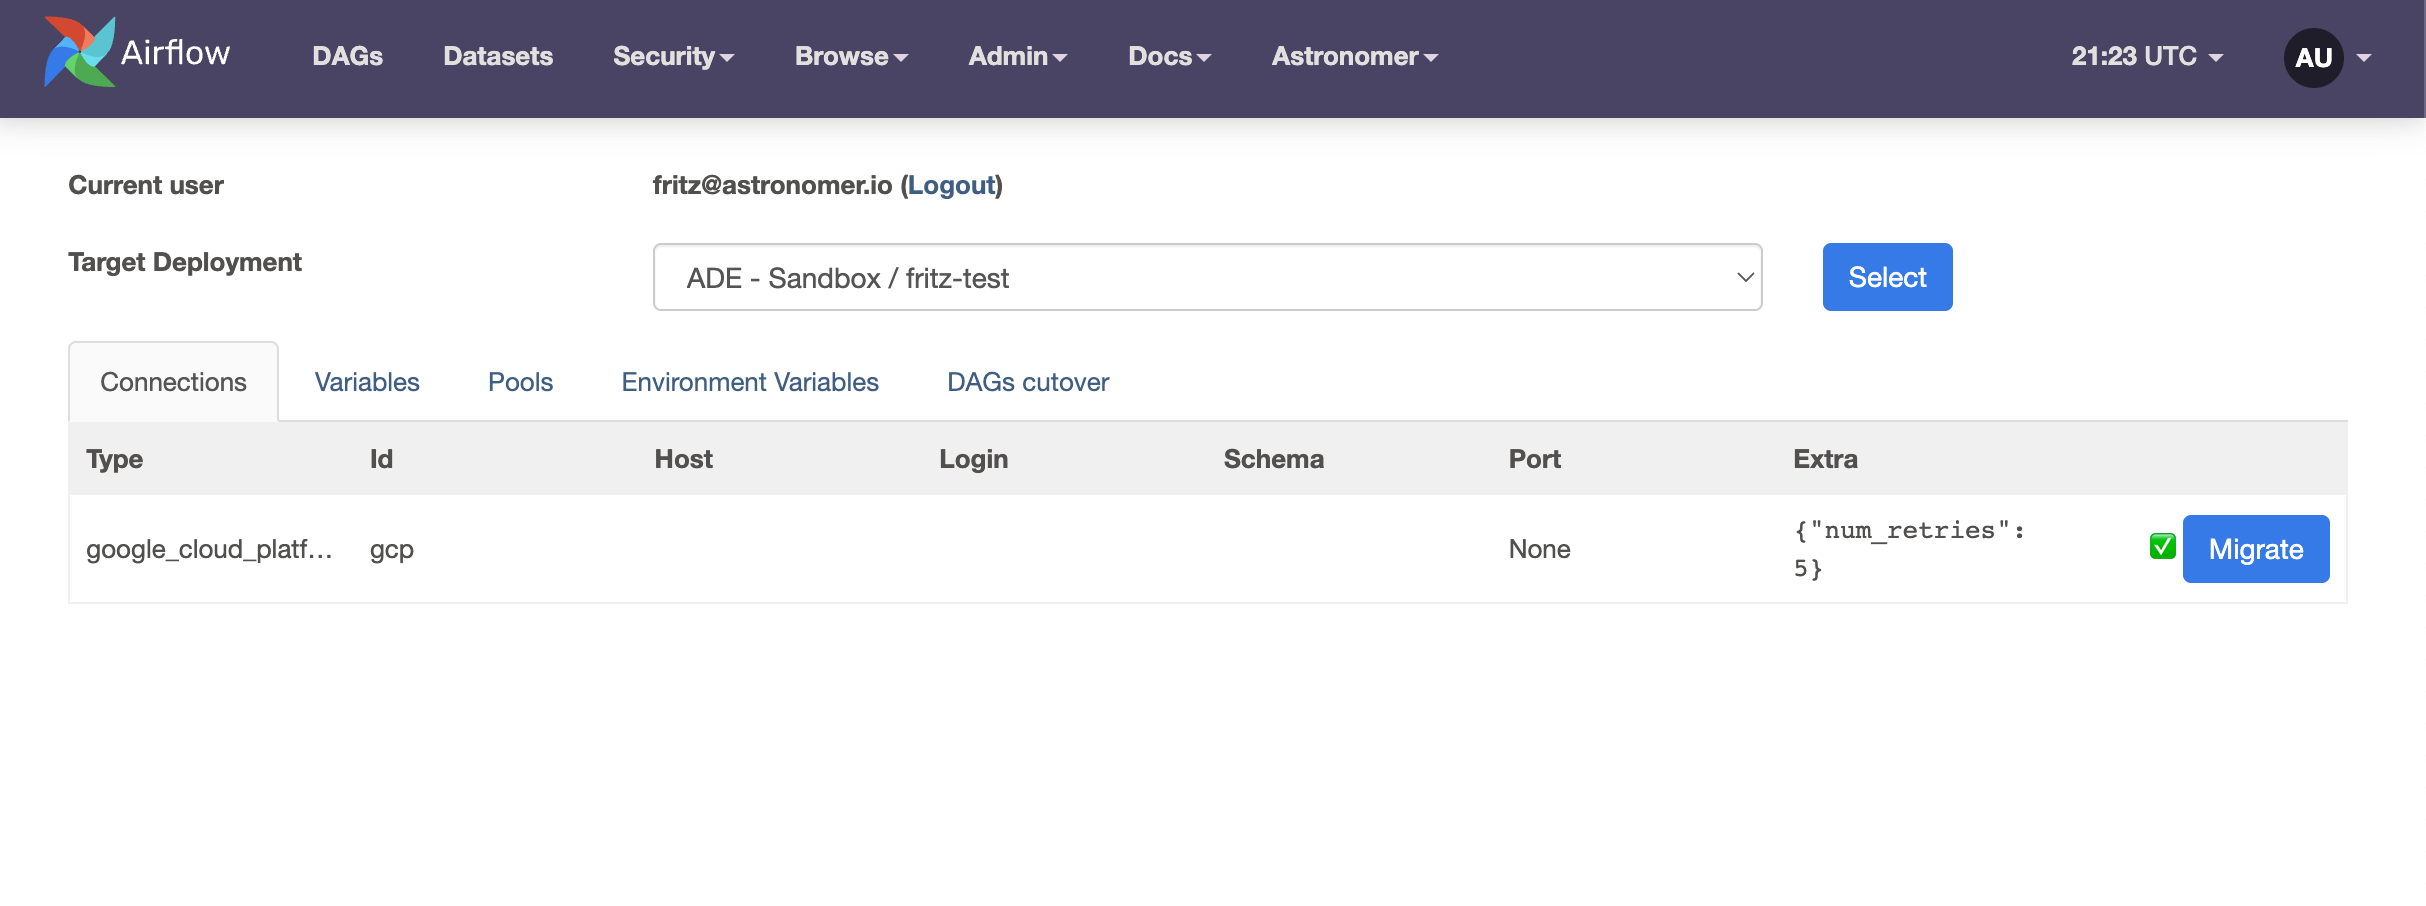 Airflow DAGs Datasets Security Browse Admin Docs Astronomer 21:23 UTC AU
Current user fritz@astronomer.io (Logout)
Target Deployment ADE - Sandbox / fritz-test Select
Connections Variables Pools Environment Variables DAGs cutover
Type Id Host Login Schema Port Extra
google_cloud_platf... gcp None {"num_retries": 5} ✅ Migrate